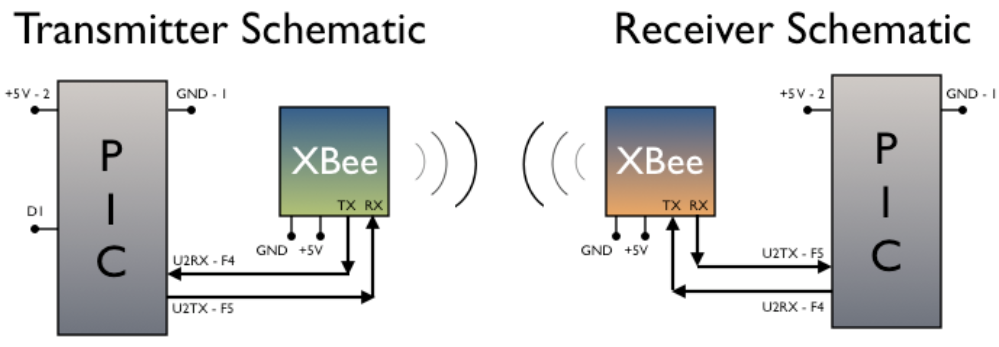 Transmitter Schematic
+5V - 2
GND - 1
P
I
C
D1
XBee
TX RX
GND +5V
U2RX - F4
U2TX - F5
Receiver Schematic
XBee
TX RX
GND +5V
+5V - 2
GND - 1
P
I
C
U2TX - F5
U2RX - F4